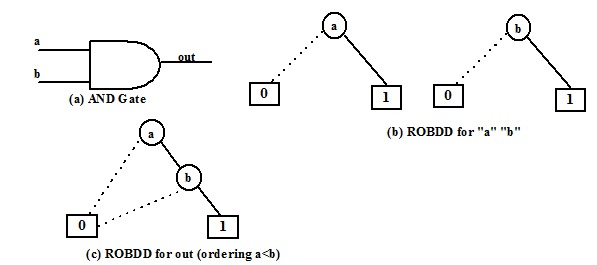 a
b
out
(a) AND Gate
a
0
1
b
0
1
(b) ROBDD for "a" "b"
a
b
0
1
(c) ROBDD for out (ordering a<b)